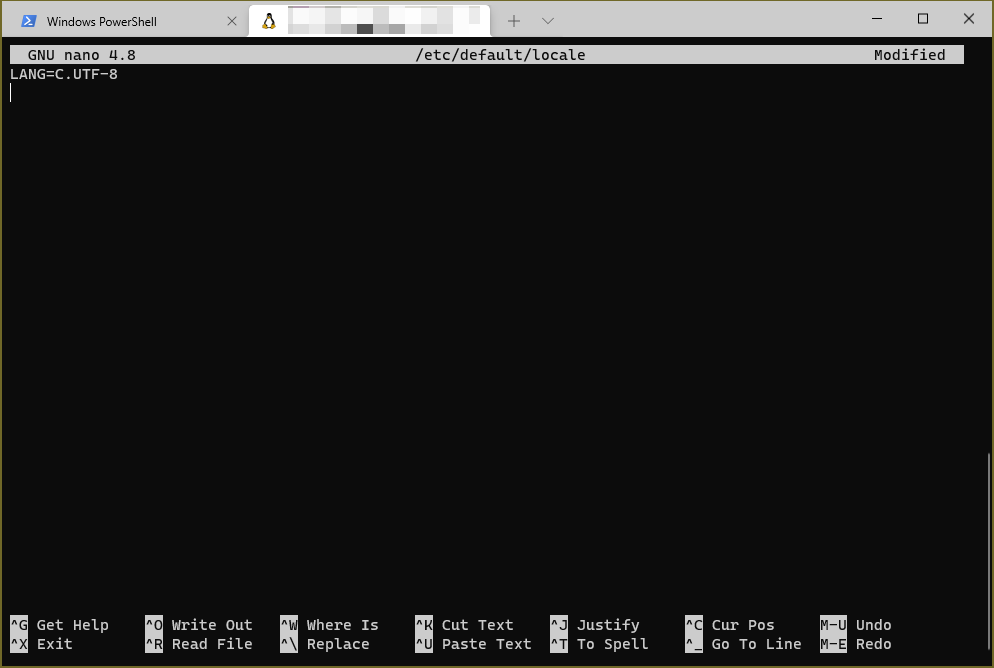 Windows PowerShell
GNU nano 4.8 /etc/default/locale Modified
LANG=C.UTF-8
^G Get Help ^O Write Out ^W Where Is ^K Cut Text ^J Justify ^C Cur Pos M-U Undo
^X Exit ^R Read File ^\ Replace ^U Paste Text ^T To Spell ^_ Go To Line M-E Redo